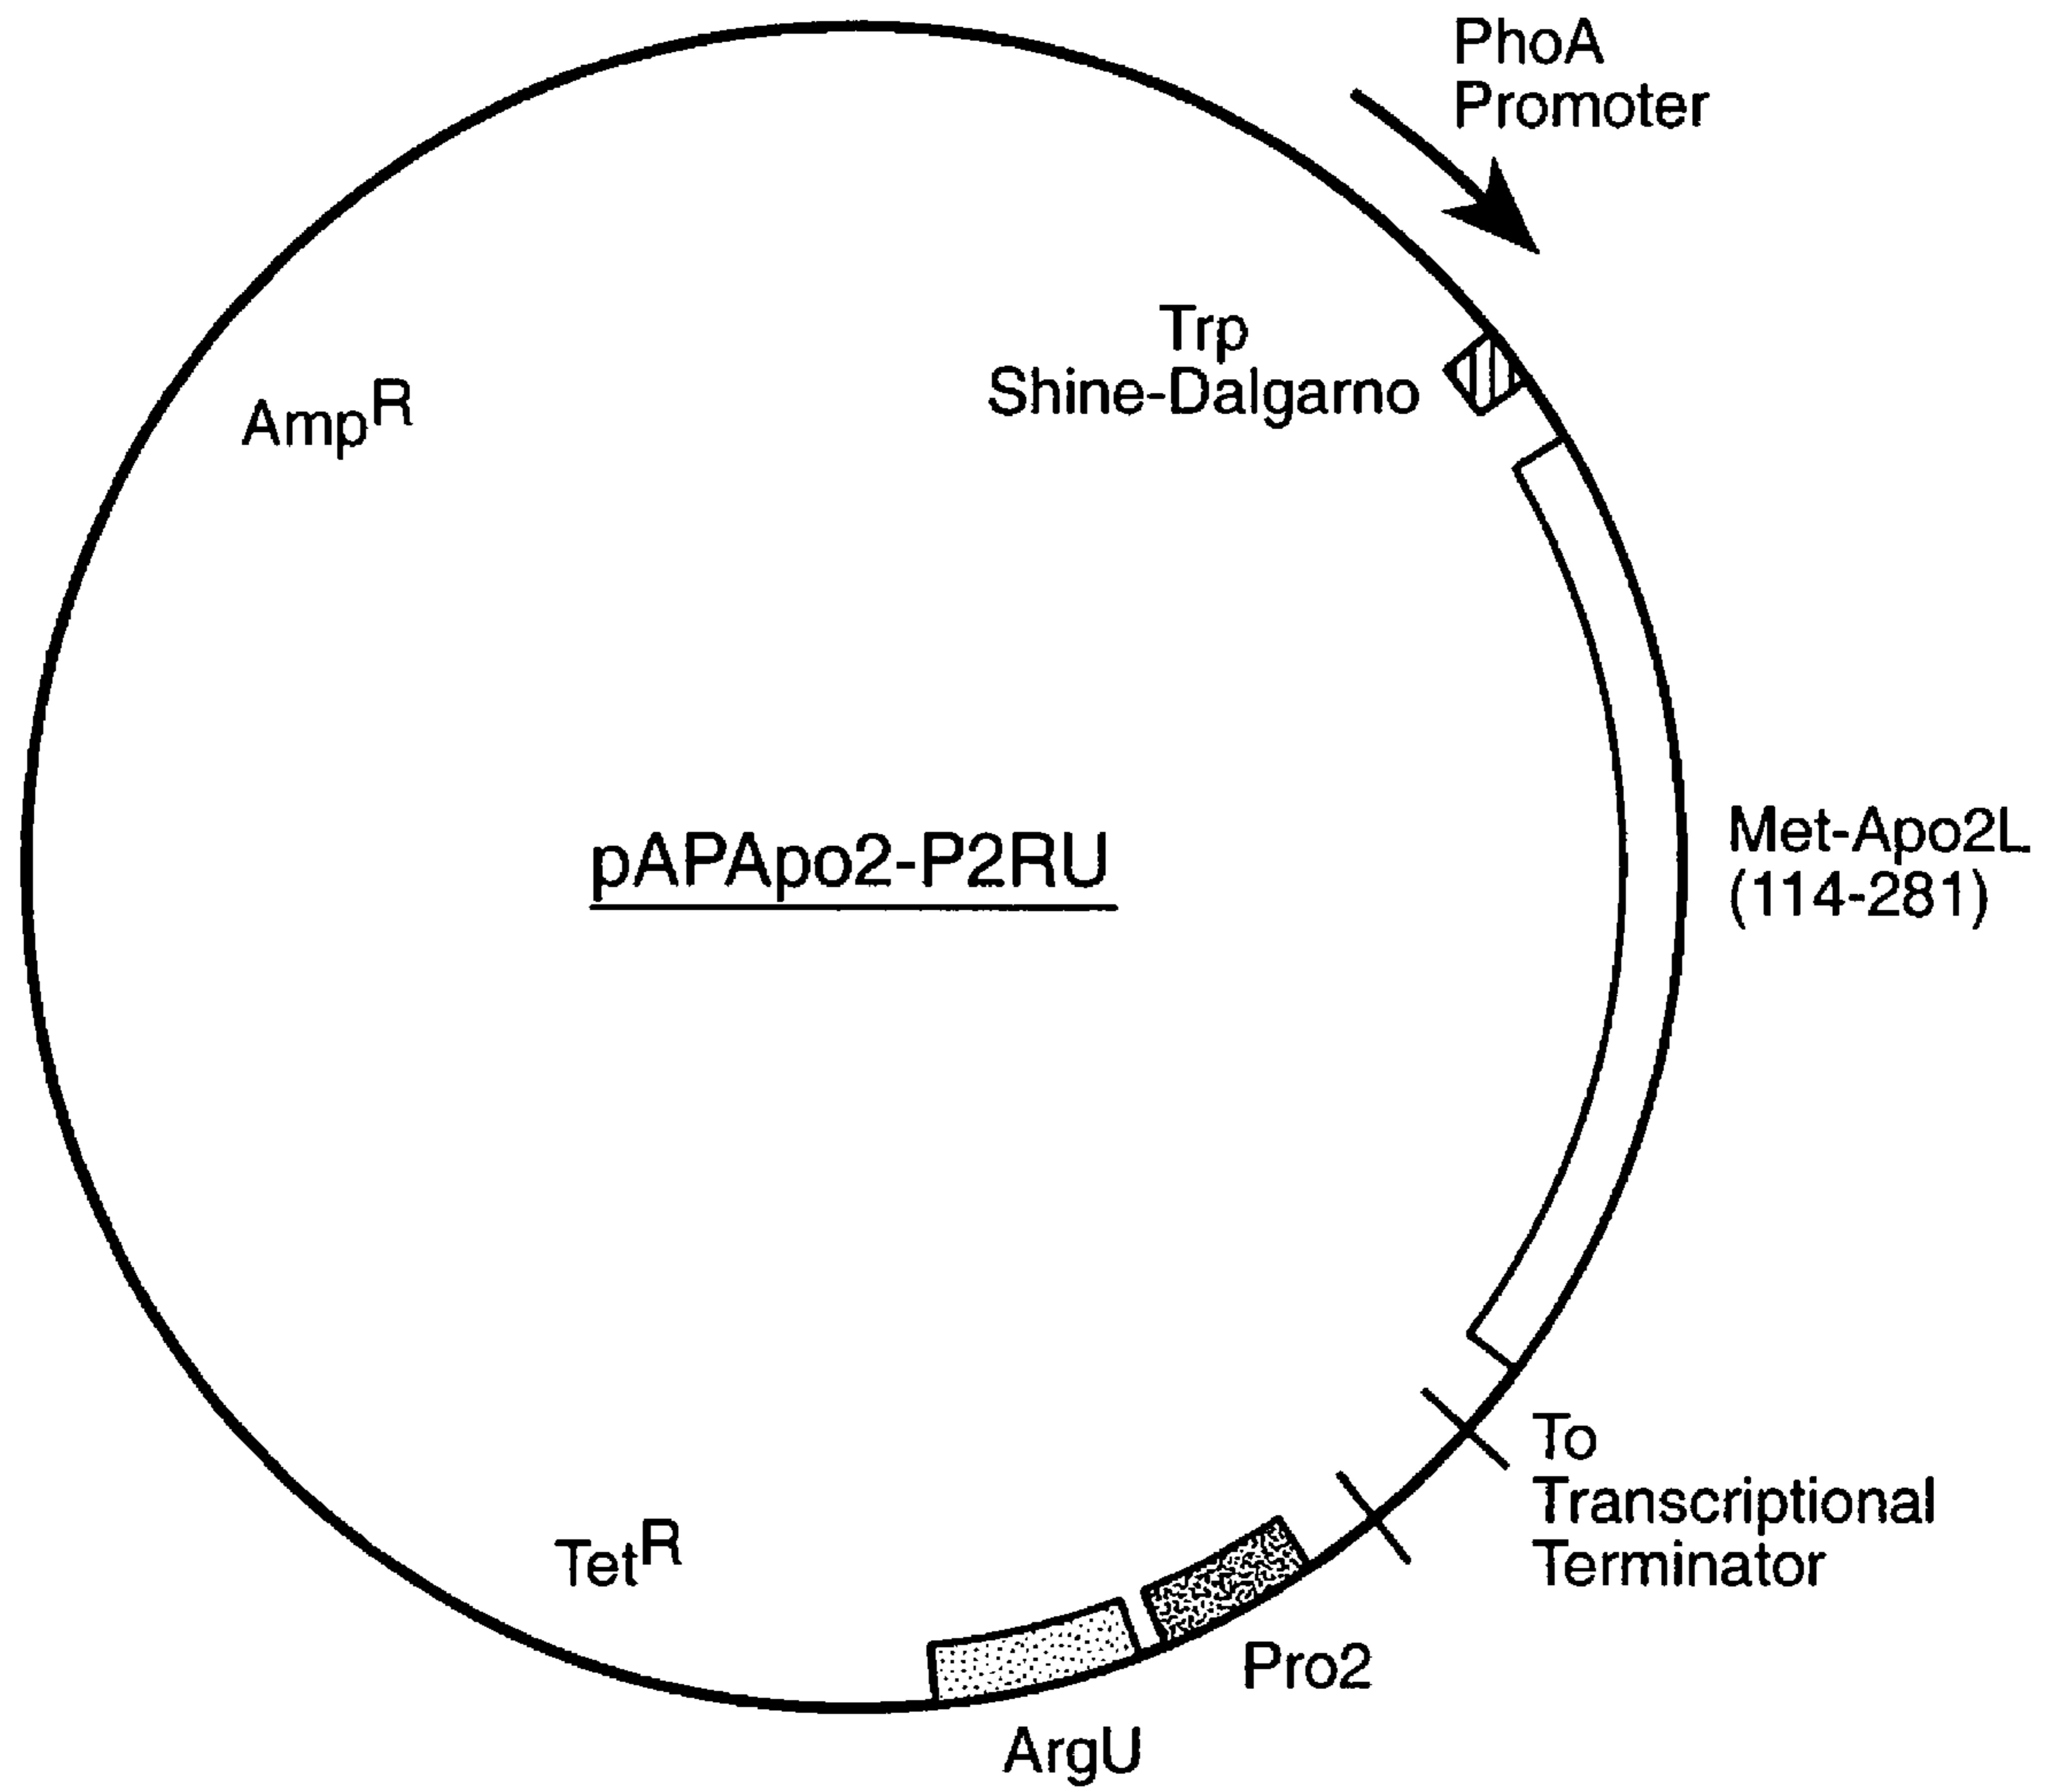 PhoA
Promoter
Trp
Shine-Dalgarno
AmpR
pAPApo2-P2RU
Met-Apo2L
(114-281)
To
Transcriptional
Terminator
TetR
Pro2
ArgU